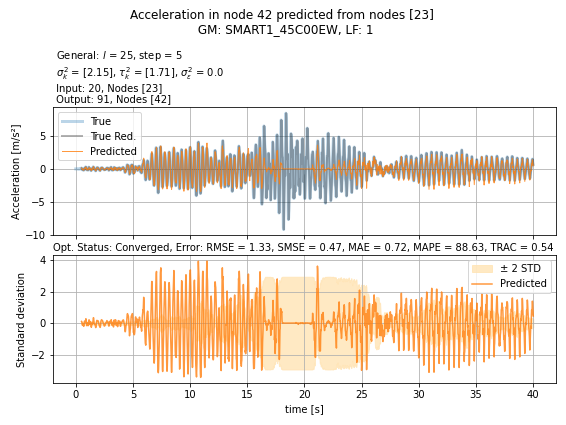 Acceleration in node 42 predicted from nodes [23]
GM: SMART1_45C00EW, LF: 1
General: l = 25, step = 5
σ²ₖ = [2.15], τ²ₖ = [1.71], σ²ε = 0.0
Input: 20, Nodes [23]
Output: 91, Nodes [42]
True
True Red.
Predicted
Acceleration [m/s²]
5
0
−5
−10
Opt. Status: Converged, Error: RMSE = 1.33, SMSE = 0.47, MAE = 0.72, MAPE = 88.63, TRAC = 0.54
± 2 STD
Predicted
Standard deviation
4
2
0
−2
0 5 10 15 20 25 30 35 40
time [s]